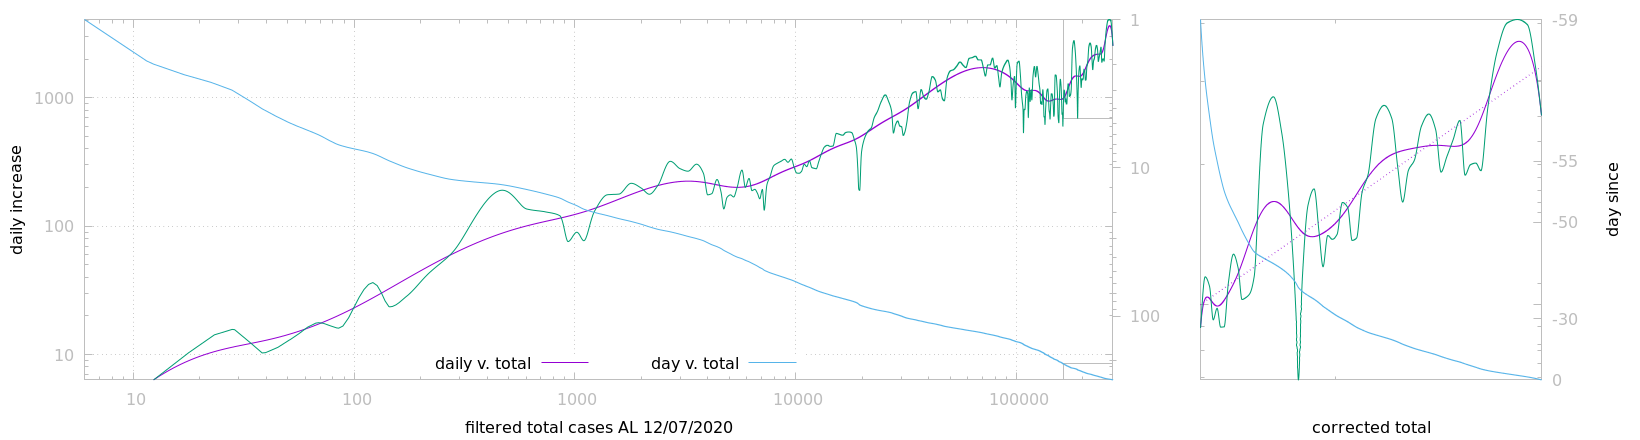 daily increase
1000
100
10
10
100
1000
10000
100000
filtered total cases AL 12/07/2020
daily v. total
day v. total
1
10
100
corrected total
-59
-55
-50
-30
0
day since